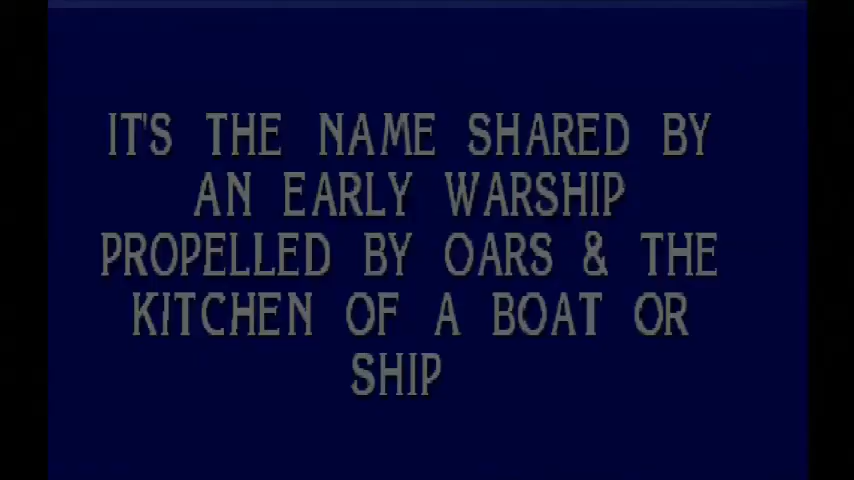 IT'S THE NAME SHARED BY
AN EARLY WARSHIP
PROPELLED BY OARS & THE
KITCHEN OF A BOAT OR
SHIP